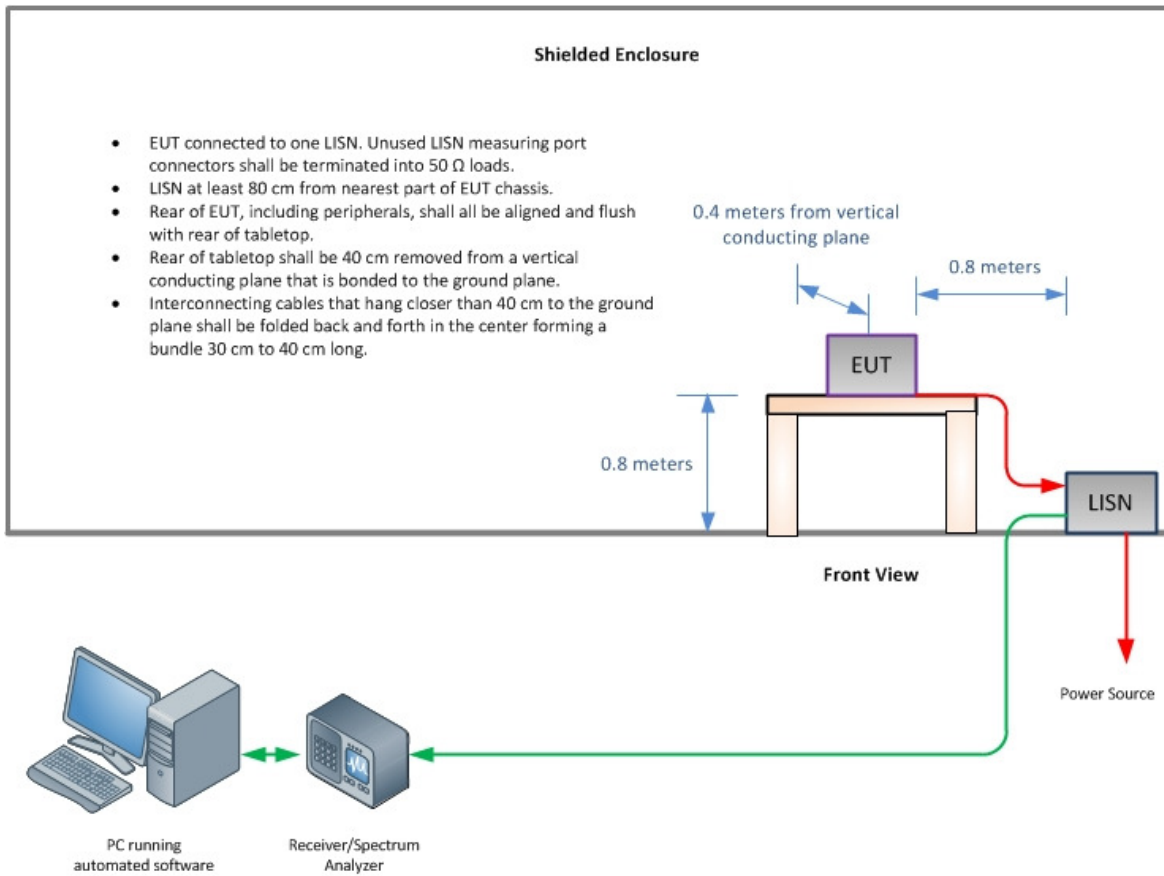 Shielded Enclosure
• EUT connected to one LISN. Unused LISN measuring port
connectors shall be terminated into 50 Ω loads.
• LISN at least 80 cm from nearest part of EUT chassis.
• Rear of EUT, including peripherals, shall all be aligned and flush
with rear of tabletop.
• Rear of tabletop shall be 40 cm removed from a vertical
conducting plane that is bonded to the ground plane.
• Interconnecting cables that hang closer than 40 cm to the ground
plane shall be folded back and forth in the center forming a
bundle 30 cm to 40 cm long.
0.4 meters from vertical
conducting plane
0.8 meters
EUT
0.8 meters
LISN
Front View
Power Source
PC running
automated software
Receiver/Spectrum
Analyzer